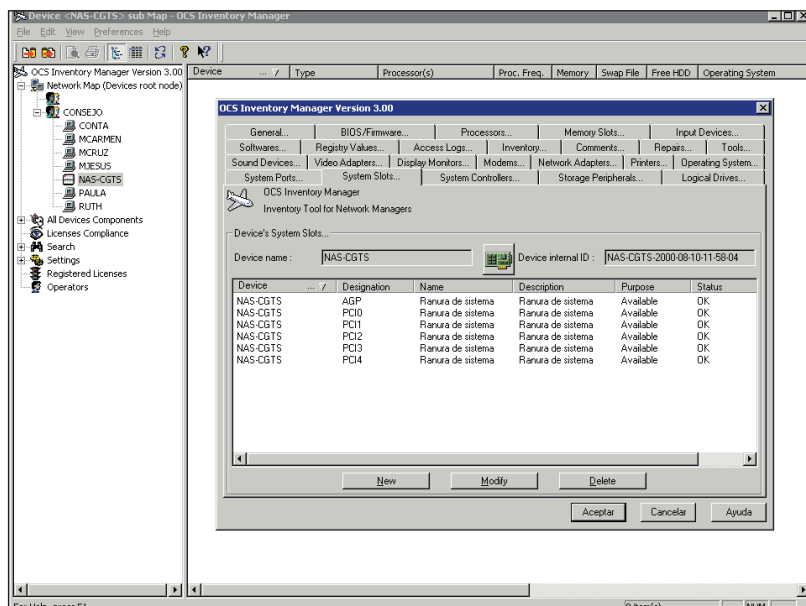 Device <NAS-CGTS> sub Map - OCS Inventory Manager
File Edit View Preferences Help
OCS Inventory Manager Version 3.00
Network Map (Devices root node)
CONSEJO
CONTA
MCARMEN
MCRUZ
MJESUS
NAS-CGTS
PAULA
RUTH
All Devices Components
Licenses Compliance
Search
Settings
Registered Licenses
Operators
Device ... / Type Processor(s) Proc. Freq. Memory Swap File Free HDD Operating System
OCS Inventory Manager Version 3.00
General... BIOS/Firmware... Processors... Memory Slots... Input Devices...
Softwares... Registry Values... Access Logs... Inventory... Comments... Repairs... Tools...
Sound Devices... Video Adapters... Display Monitors... Modems... Network Adapters... Printers... Operating System...
System Ports... System Slots... System Controllers... Storage Peripherals... Logical Drives...
OCS Inventory Manager
Inventory Tool for Network Managers
Device's System Slots...
Device name : NAS-CGTS Device internal ID : NAS-CGTS-2000-08-10-11-58-04
Device ... / Designation Name Description Purpose Status
NAS-CGTS AGP Ranura de sistema Ranura de sistema Available OK
NAS-CGTS PCI0 Ranura de sistema Ranura de sistema Available OK
NAS-CGTS PCI1 Ranura de sistema Ranura de sistema Available OK
NAS-CGTS PCI2 Ranura de sistema Ranura de sistema Available OK
NAS-CGTS PCI3 Ranura de sistema Ranura de sistema Available OK
NAS-CGTS PCI4 Ranura de sistema Ranura de sistema Available OK
New Modify Delete
Aceptar Cancelar Ayuda
For Help, press F1 0 item(s) NUM